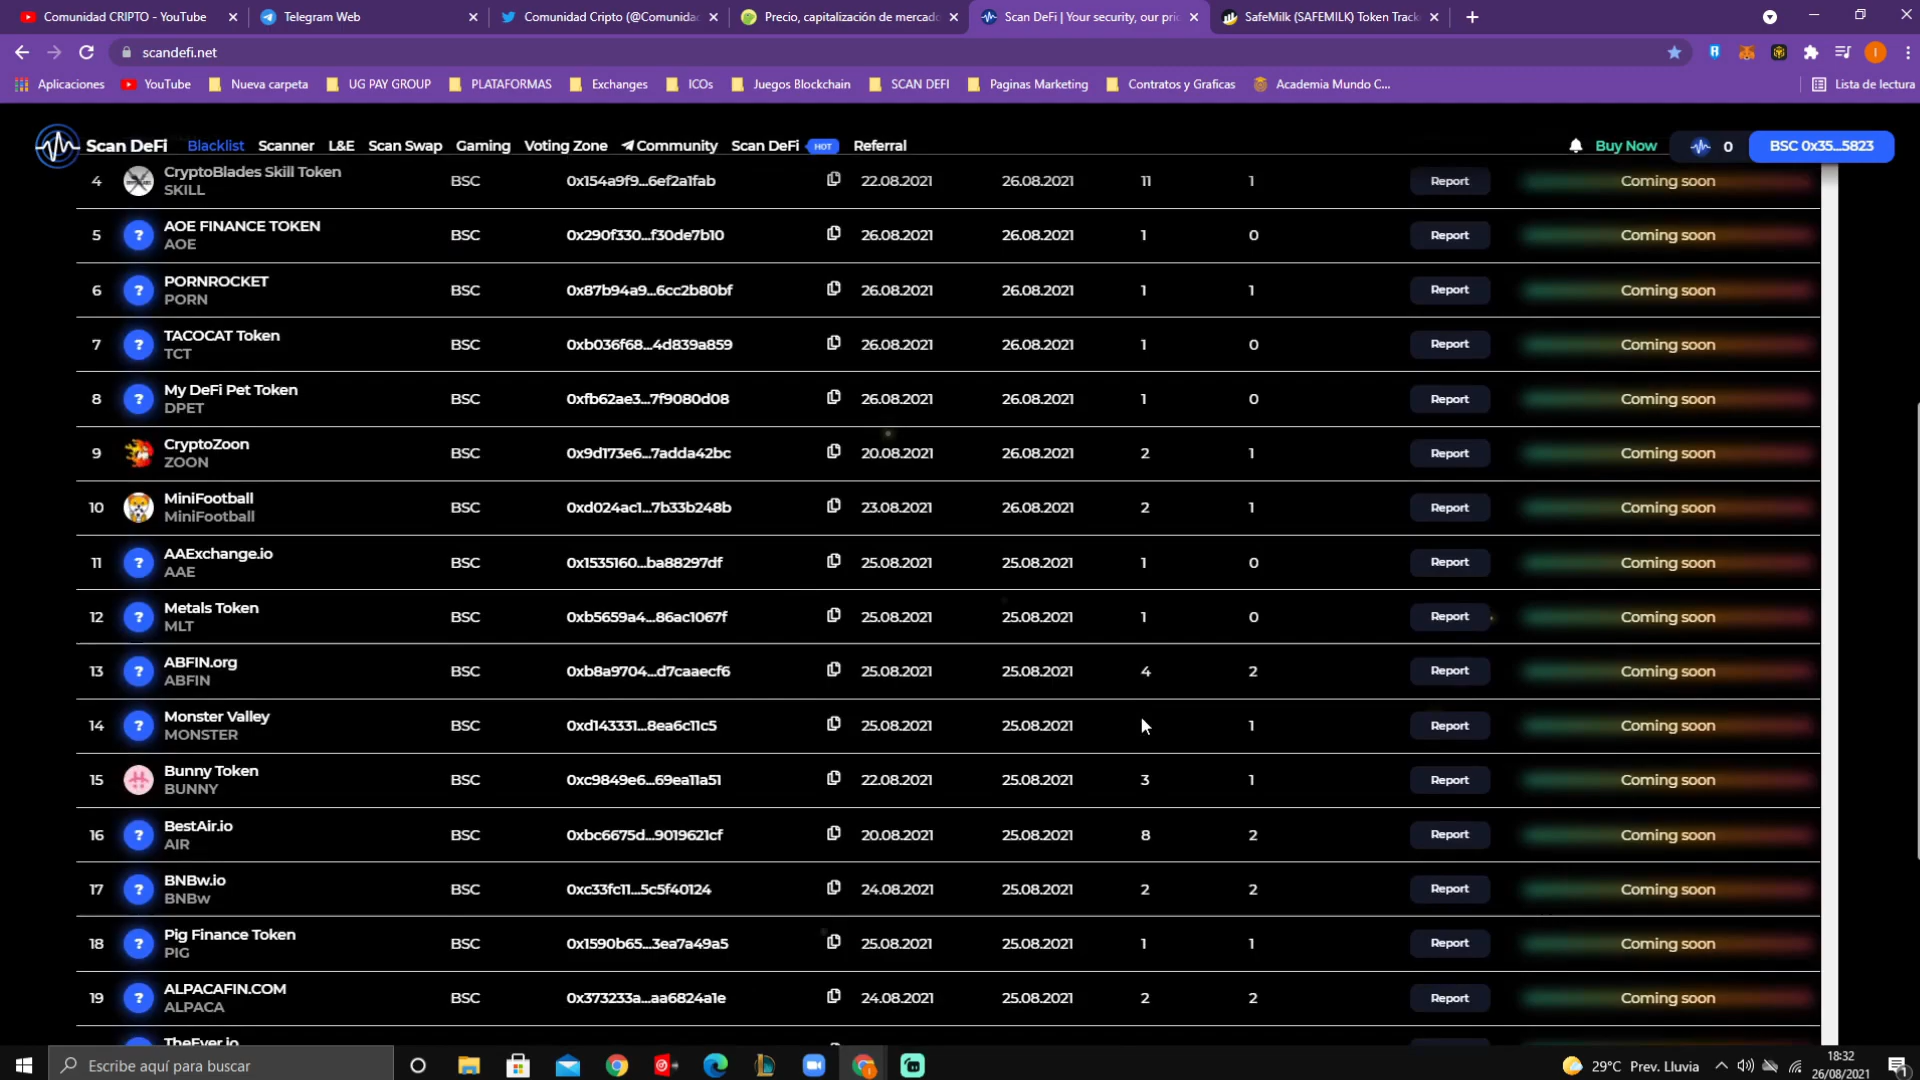 Comunidad CRIPTO - YouTube
Telegram Web
Comunidad Cripto (@Comunidad
Precio, capitalización de mercado
Scan DeFi | Your security, our pri
SafeMilk (SAFEMILK) Token Track
scandefi.net
Aplicaciones YouTube Nueva carpeta UG PAY GROUP PLATAFORMAS Exchanges ICOs Juegos Blockchain SCAN DEFI Paginas Marketing Contratos y Graficas Academia Mundo C... Lista de lectura
Scan DeFi Blacklist Scanner L&E Scan Swap Gaming Voting Zone Community Scan DeFi HOT Referral Buy Now 0 BSC 0x35...5823
4 CryptoBlades Skill Token BSC 0x154a9f9...6ef2a1fab 22.08.2021 26.08.2021 11 1 Report Coming soon
SKILL
5 AOE FINANCE TOKEN BSC 0x290f330...f30de7b10 26.08.2021 26.08.2021 1 0 Report Coming soon
AOE
6 PORNROCKET BSC 0x87b94a9...6cc2b80bf 26.08.2021 26.08.2021 1 1 Report Coming soon
PORN
7 TACOCAT Token BSC 0xb036f68...4d839a859 26.08.2021 26.08.2021 1 0 Report Coming soon
TCT
8 My DeFi Pet Token BSC 0xfb62ae3...7f9080d08 26.08.2021 26.08.2021 1 0 Report Coming soon
DPET
9 CryptoZoon BSC 0x9d173e6...7adda42bc 20.08.2021 26.08.2021 2 1 Report Coming soon
ZOON
10 MiniFootball BSC 0xd024ac1...7b33b248b 23.08.2021 26.08.2021 2 1 Report Coming soon
MiniFootball
11 AAExchange.io BSC 0x1535160...ba88297df 25.08.2021 25.08.2021 1 0 Report Coming soon
AAE
12 Metals Token BSC 0xb5659a4...86ac1067f 25.08.2021 25.08.2021 1 0 Report Coming soon
MLT
13 ABFIN.org BSC 0xb8a9704...d7caaecf6 25.08.2021 25.08.2021 4 2 Report Coming soon
ABFIN
14 Monster Valley BSC 0xd143331...8ea6c11c5 25.08.2021 25.08.2021 1 Report Coming soon
MONSTER
15 Bunny Token BSC 0xc9849e6...69ea11a51 22.08.2021 25.08.2021 3 1 Report Coming soon
BUNNY
16 BestAir.io BSC 0xbc6675d...9019621cf 20.08.2021 25.08.2021 8 2 Report Coming soon
AIR
17 BNBw.io BSC 0xc33fc11...5c5f40124 24.08.2021 25.08.2021 2 2 Report Coming soon
BNBw
18 Pig Finance Token BSC 0x1590b65...3ea7a49a5 25.08.2021 25.08.2021 1 1 Report Coming soon
PIG
19 ALPACAFIN.COM BSC 0x373233a...aa6824a1e 24.08.2021 25.08.2021 2 2 Report Coming soon
ALPACA
TheEver.io
Escribe aquí para buscar
29°C Prev. Lluvia
18:32
26/08/2021